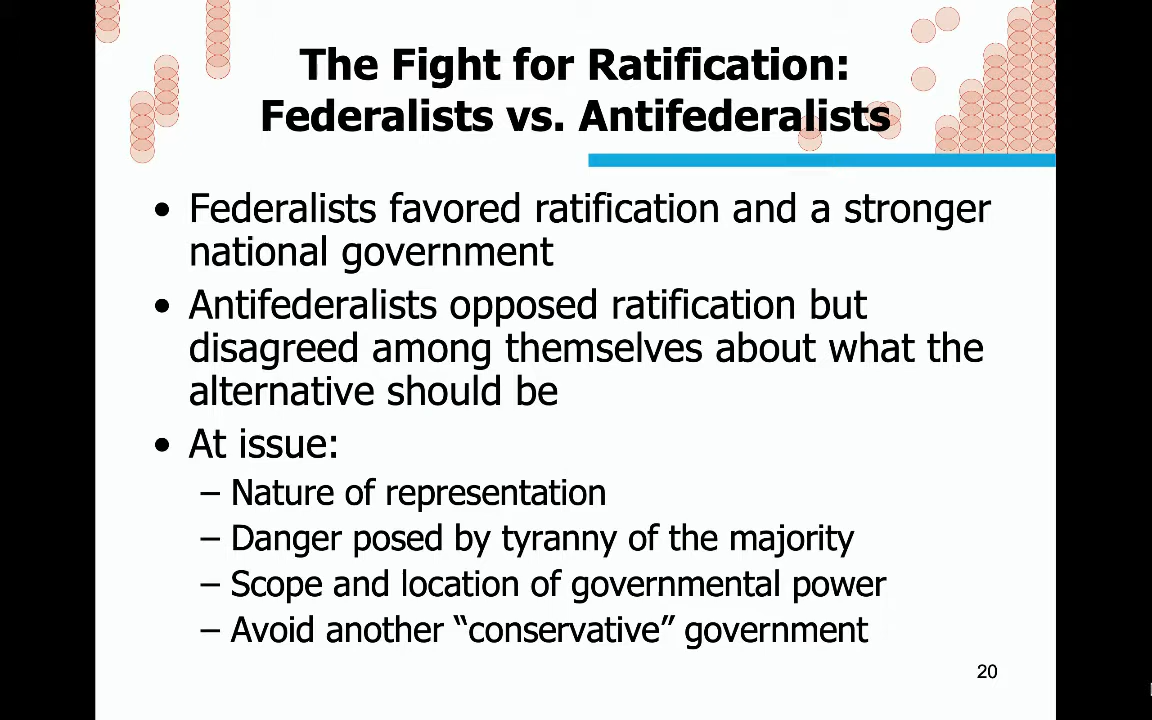 The Fight for Ratification:
Federalists vs. Antifederalists
• Federalists favored ratification and a stronger
national government
• Antifederalists opposed ratification but
disagreed among themselves about what the
alternative should be
• At issue:
– Nature of representation
– Danger posed by tyranny of the majority
– Scope and location of governmental power
– Avoid another “conservative” government
20